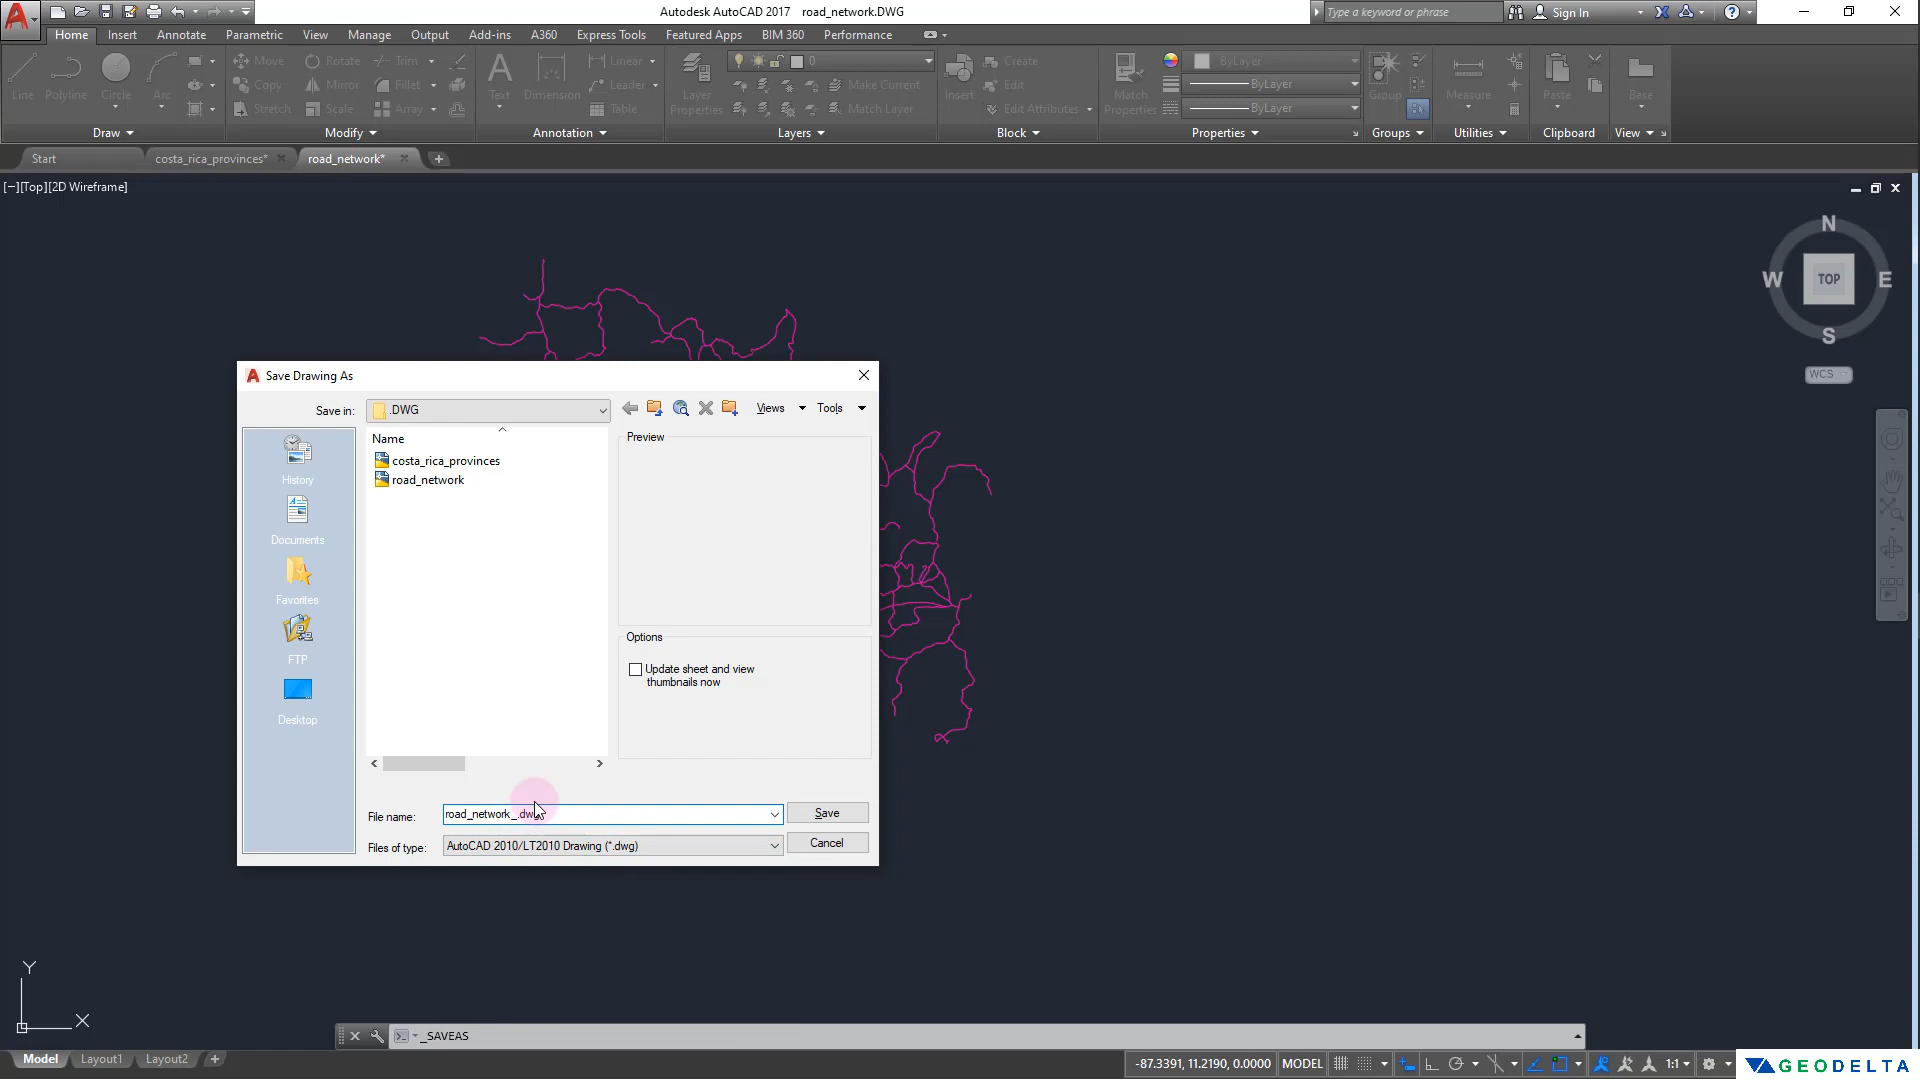 Autodesk AutoCAD 2017 road_network.DWG
Type a keyword or phrase
Sign In
Home Insert Annotate Parametric View Manage Output Add-ins A360 Express Tools Featured Apps BIM 360 Performance
Line Polyline Circle Arc
Move Rotate Trim
Copy Mirror Fillet
Stretch Scale Array
Text Dimension
Linear
Leader
Table
Layer Properties
0
Make Current
Match Layer
Insert
Create
Edit
Edit Attributes
Match Properties
ByLayer
ByLayer
ByLayer
Group
Measure
Paste
Base
Draw Modify Annotation Layers Block Properties Groups Utilities Clipboard View
Start costa_rica_provinces* road_network*
[−][Top][2D Wireframe]
N
W TOP E
S
WCS
Save Drawing As
Save in: .DWG
Views Tools
Name
costa_rica_provinces
road_network
History
Documents
Favorites
FTP
Desktop
Preview
Options
Update sheet and view
thumbnails now
File name: road_network_.dwg
Save
Files of type: AutoCAD 2010/LT2010 Drawing (*.dwg)
Cancel
Y
X
_SAVEAS
Model Layout1 Layout2
-87.3391, 11.2190, 0.0000 MODEL
1:1
GEODELTA